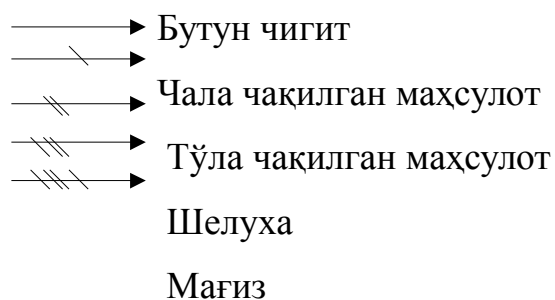 Бутун чигит
Чала чақилган маҳсулот
Тўла чақилган маҳсулот
Шелуха
Мағиз